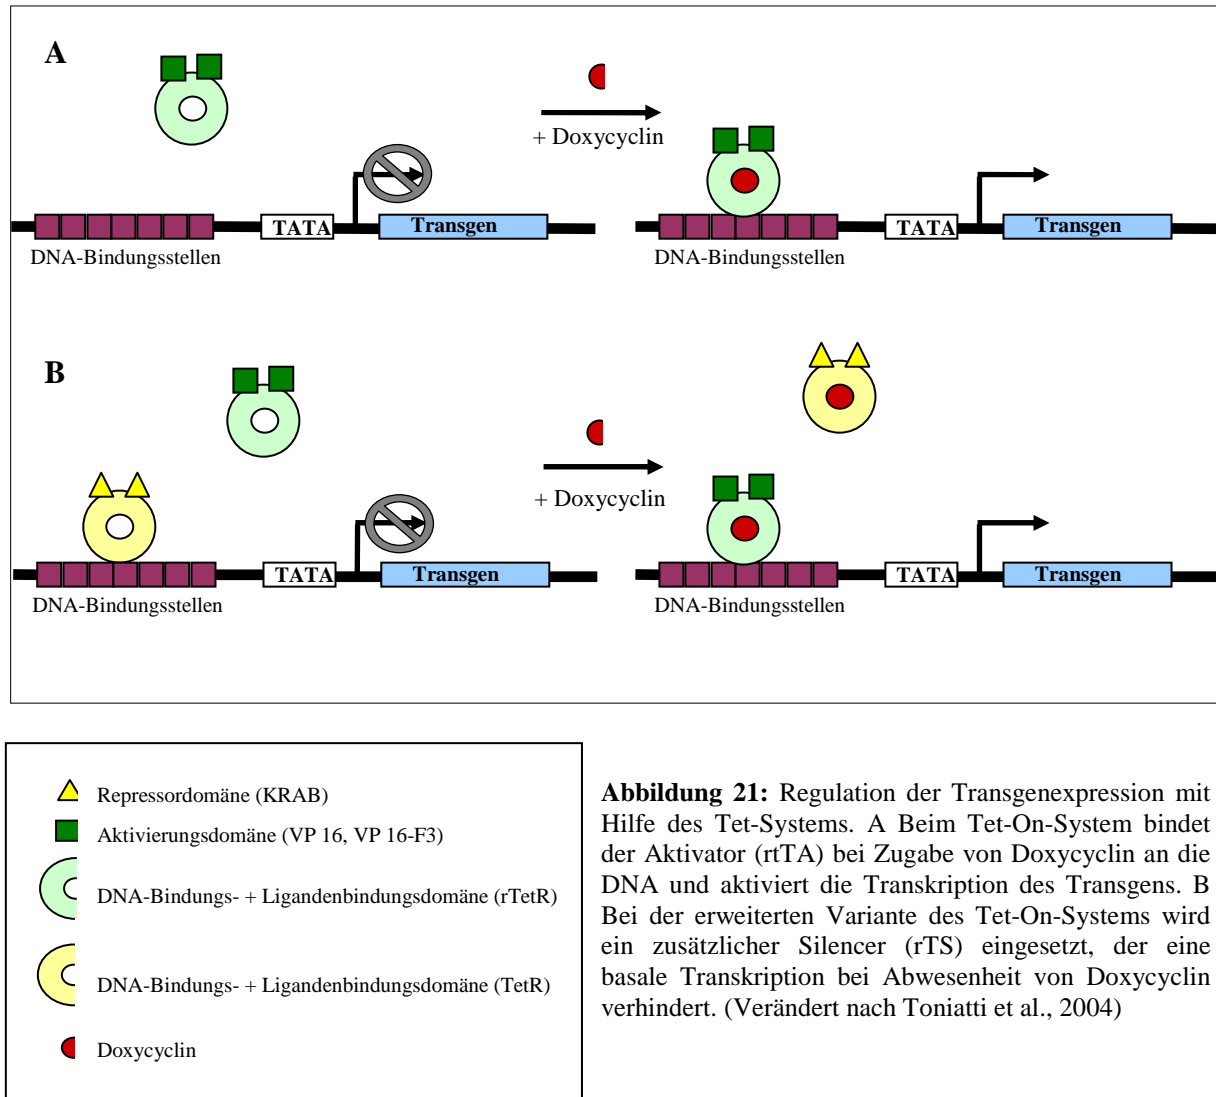 A
+ Doxycyclin
TATA
Transgen
DNA-Bindungsstellen
TATA
Transgen
DNA-Bindungsstellen
B
+ Doxycyclin
TATA
Transgen
DNA-Bindungsstellen
TATA
Transgen
DNA-Bindungsstellen
Repressordomäne (KRAB)
Aktivierungsdomäne (VP 16, VP 16-F3)
DNA-Bindungs- + Ligandenbindungsdomäne (rTetR)
DNA-Bindungs- + Ligandenbindungsdomäne (TetR)
Doxycyclin
Abbildung 21: Regulation der Transgenexpression mit
Hilfe des Tet-Systems. A Beim Tet-On-System bindet
der Aktivator (rtTA) bei Zugabe von Doxycyclin an die
DNA und aktiviert die Transkription des Transgens. B
Bei der erweiterten Variante des Tet-On-Systems wird
ein zusätzlicher Silencer (rTS) eingesetzt, der eine
basale Transkription bei Abwesenheit von Doxycyclin
verhindert. (Verändert nach Toniatti et al., 2004)